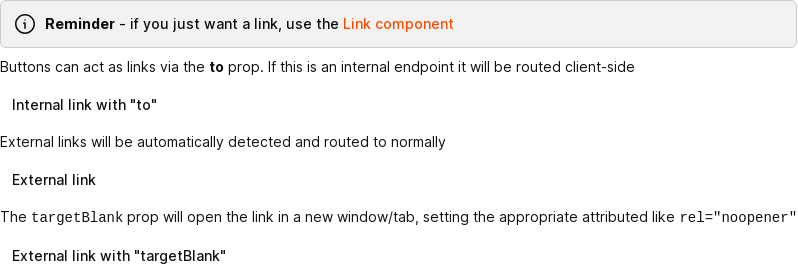 Reminder - if you just want a link, use the Link component
Buttons can act as links via the to prop. If this is an internal endpoint it will be routed client-side
Internal link with "to"
External links will be automatically detected and routed to normally
External link
The targetBlank prop will open the link in a new window/tab, setting the appropriate attributed like rel="noopener"
External link with "targetBlank"